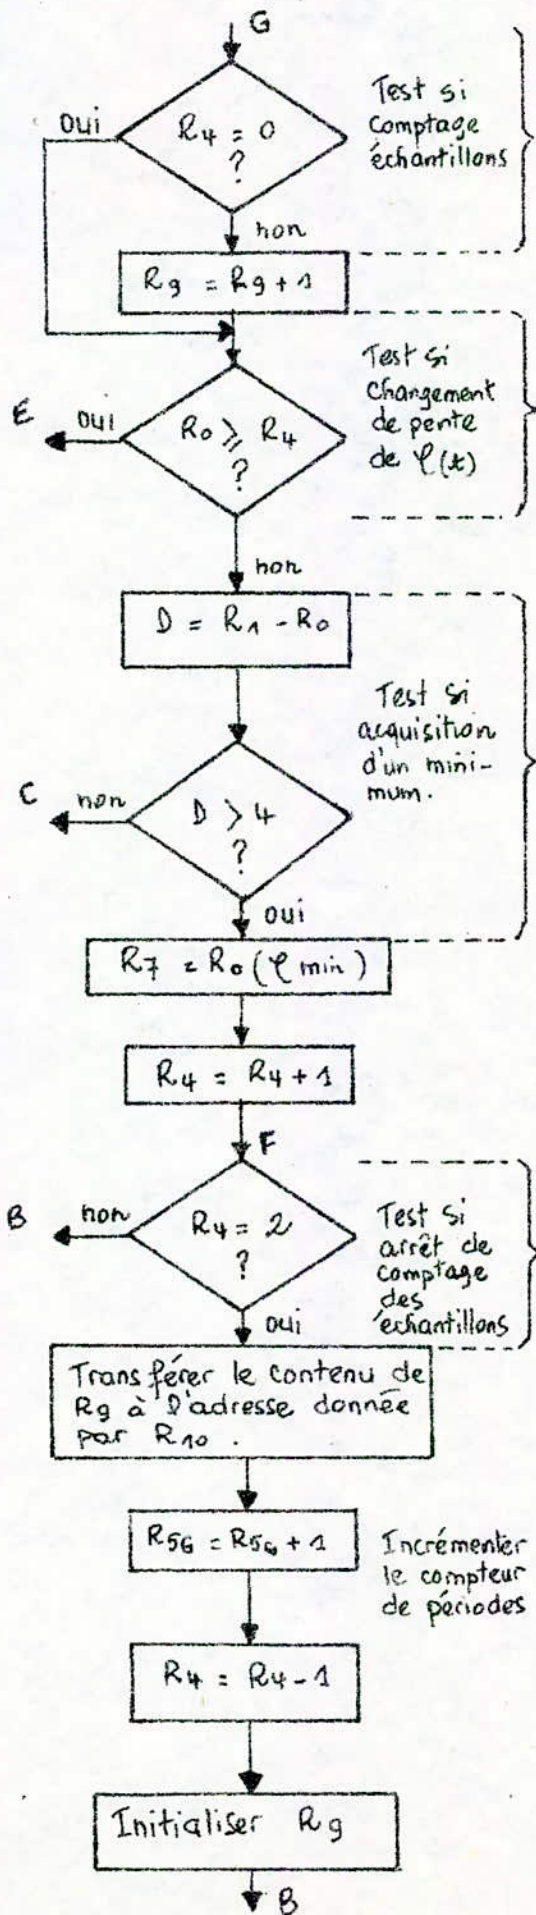 G
oui
R4 = 0
?
Test si
comptage
échantillons
non
R9 = R9 + 1
E
oui
R0 ⩾ R4
?
Test si
changement
de pente
de φ(t)
non
D = R1 - R0
Test si
acquisition
d'un mini-
mum.
C
non
D > 4
?
oui
R7 = R0 (φ min)
R4 = R4 + 1
F
B
non
R4 = 2
?
Test si
arrêt de
comptage
des
échantillons
oui
Transférer le contenu de
R9 à l'adresse donnée
par R10.
R56 = R56 + 1
Incrémenter
le compteur
de périodes
R4 = R4 - 1
Initialiser R9
B